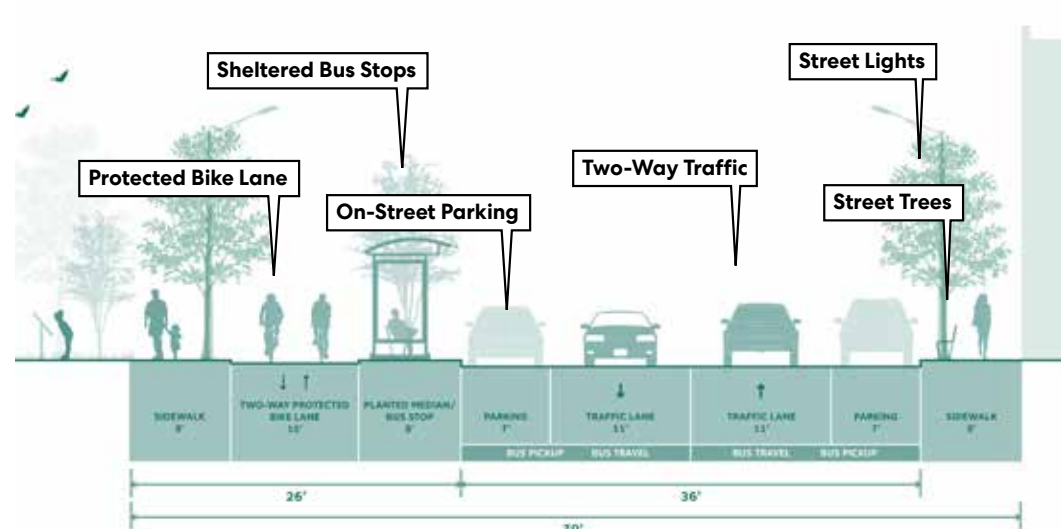 Sheltered Bus Stops
Street Lights
Protected Bike Lane
Two-Way Traffic
On-Street Parking
Street Trees
SIDEWALK
8'
TWO-WAY PROTECTED
BIKE LANE
10'
PLANTED MEDIAN/
BUS STOP
8'
PARKING
7'
TRAFFIC LANE
11'
TRAFFIC LANE
11'
PARKING
7'
SIDEWALK
8'
BUS PICKUP
BUS TRAVEL
BUS TRAVEL
BUS PICKUP
26'
36'
70'